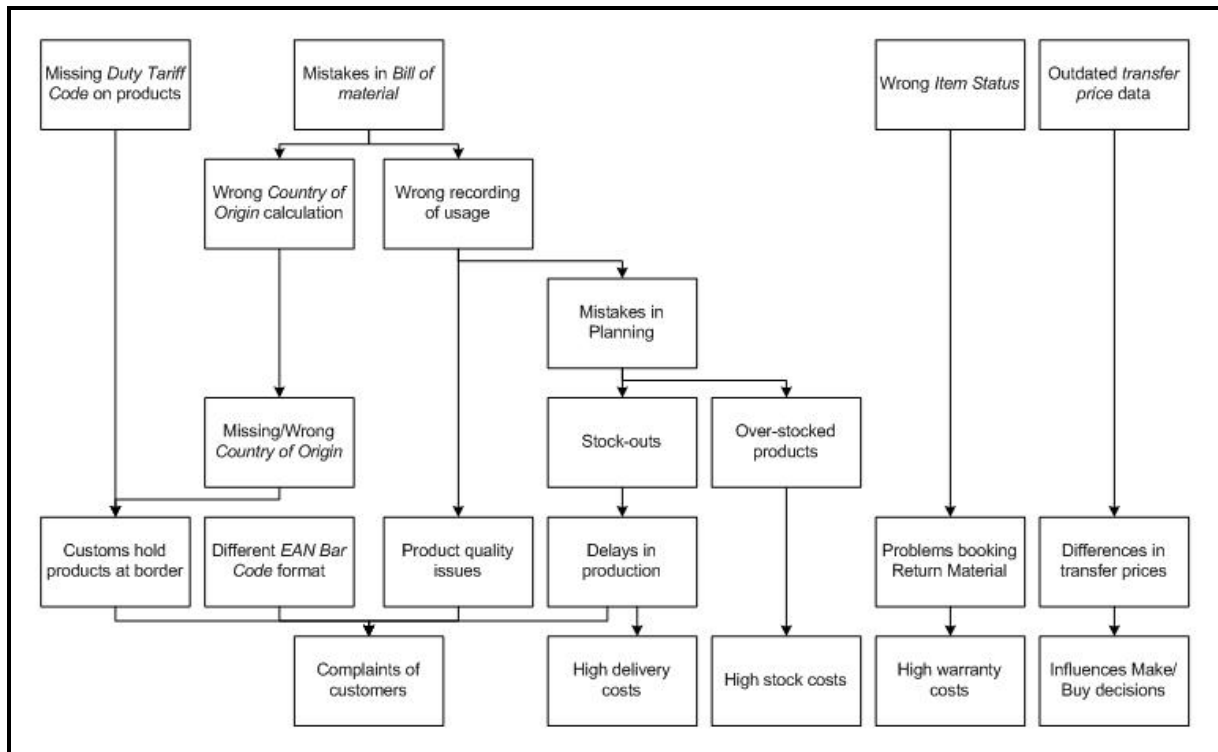 Missing Duty Tariff
Code on products
Mistakes in Bill of
material
Wrong Item Status
Outdated transfer
price data
Wrong Country of
Origin calculation
Wrong recording
of usage
Mistakes in
Planning
Missing/Wrong
Country of Origin
Stock-outs
Over-stocked
products
Customs hold
products at border
Different EAN Bar
Code format
Product quality
issues
Delays in
production
Problems booking
Return Material
Differences in
transfer prices
Complaints of
customers
High delivery
costs
High stock costs
High warranty
costs
Influences Make/
Buy decisions